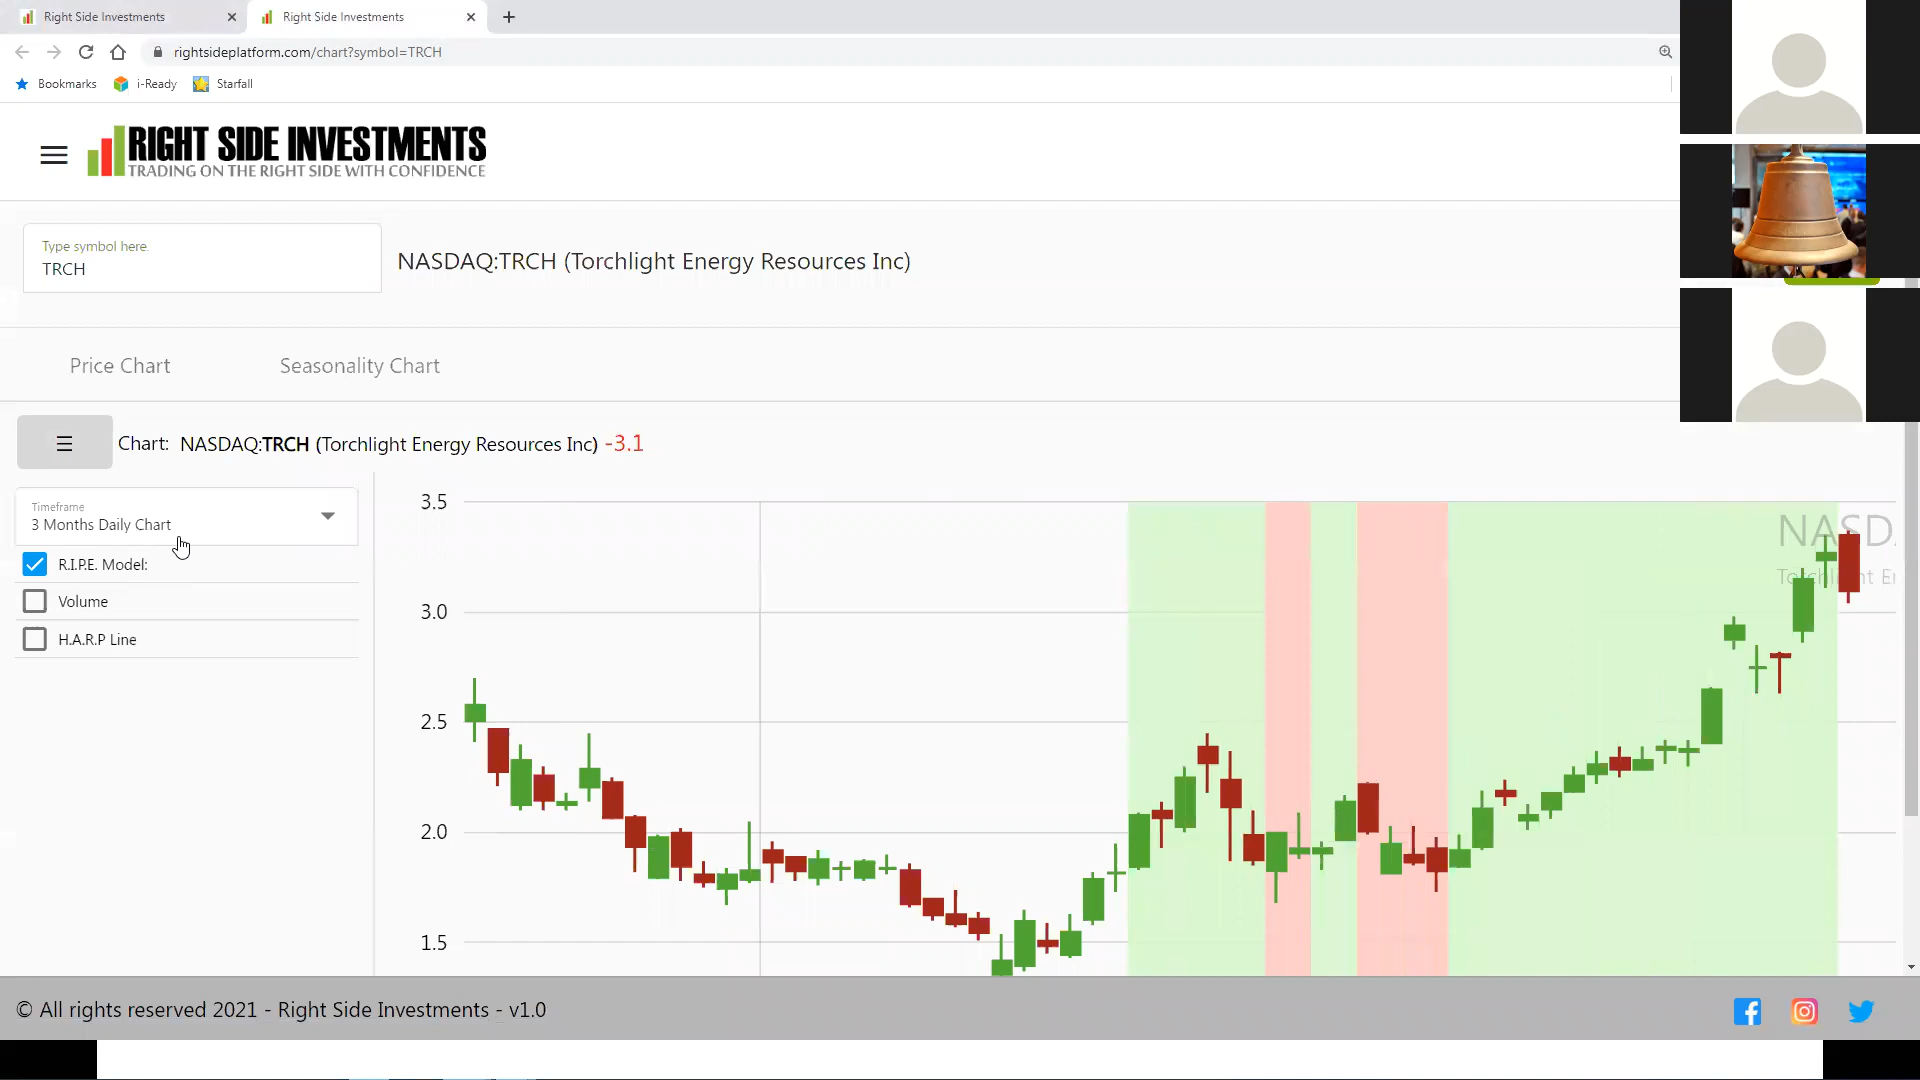 Right Side Investments
Right Side Investments
rightsideplatform.com/chart?symbol=TRCH
Bookmarks
i-Ready
Starfall
RIGHT SIDE INVESTMENTS
TRADING ON THE RIGHT SIDE WITH CONFIDENCE
Type symbol here.
TRCH
NASDAQ:TRCH (Torchlight Energy Resources Inc)
Price Chart
Seasonality Chart
Chart: NASDAQ:TRCH (Torchlight Energy Resources Inc) -3.1
Timeframe
3 Months Daily Chart
R.I.P.E. Model:
Volume
H.A.R.P Line
3.5
3.0
2.5
2.0
1.5
NASD
Torchlight En
© All rights reserved 2021 - Right Side Investments - v1.0